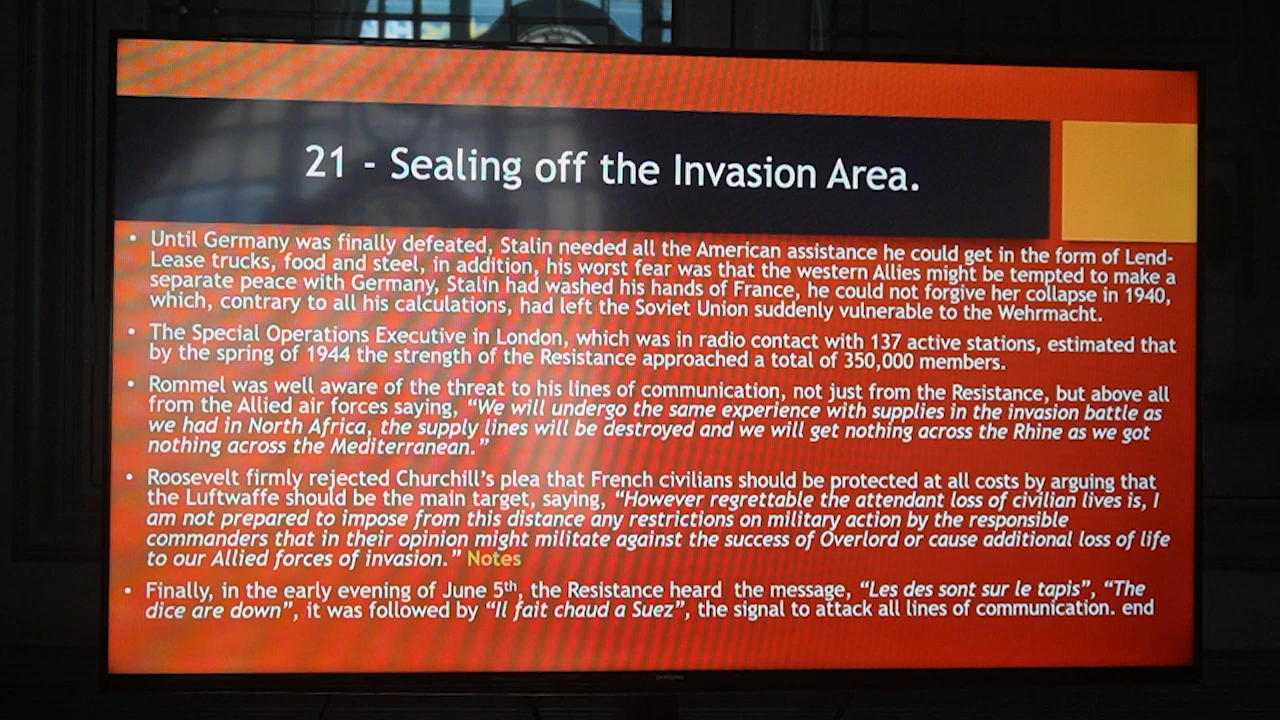 21 - Sealing off the Invasion Area.
• Until Germany was finally defeated, Stalin needed all the American assistance he could get in the form of Lend-
Lease trucks, food and steel, in addition, his worst fear was that the western Allies might be tempted to make a
separate peace with Germany, Stalin had washed his hands of France, he could not forgive her collapse in 1940,
which, contrary to all his calculations, had left the Soviet Union suddenly vulnerable to the Wehrmacht.
• The Special Operations Executive in London, which was in radio contact with 137 active stations, estimated that
by the spring of 1944 the strength of the Resistance approached a total of 350,000 members.
• Rommel was well aware of the threat to his lines of communication, not just from the Resistance, but above all
from the Allied air forces saying, “We will undergo the same experience with supplies in the invasion battle as
we had in North Africa, the supply lines will be destroyed and we will get nothing across the Rhine as we got
nothing across the Mediterranean.”
• Roosevelt firmly rejected Churchill’s plea that French civilians should be protected at all costs by arguing that
the Luftwaffe should be the main target, saying, “However regrettable the attendant loss of civilian lives is, I
am not prepared to impose from this distance any restrictions on military action by the responsible
commanders that in their opinion might militate against the success of Overlord or cause additional loss of life
to our Allied forces of invasion.” Notes
• Finally, in the early evening of June 5th, the Resistance heard the message, “Les des sont sur le tapis”, “The
dice are down”, it was followed by “Il fait chaud a Suez”, the signal to attack all lines of communication. end
SAMSUNG